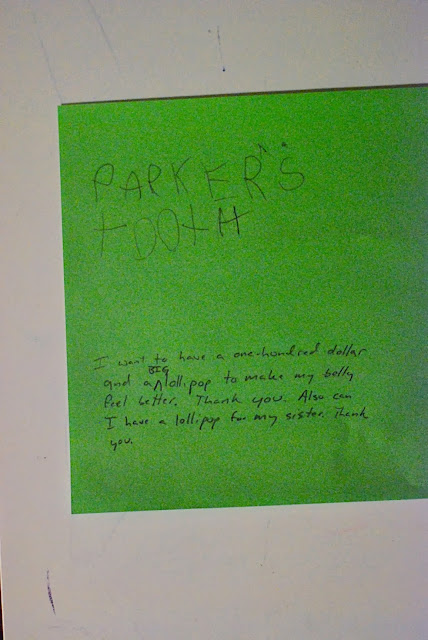 PARKER'S
tOOtH
I want to have a one-hundred dollar
and a BIG lollipop to make my belly
feel better. Thank you. Also can
I have a lollipop for my sister. Thank
you.